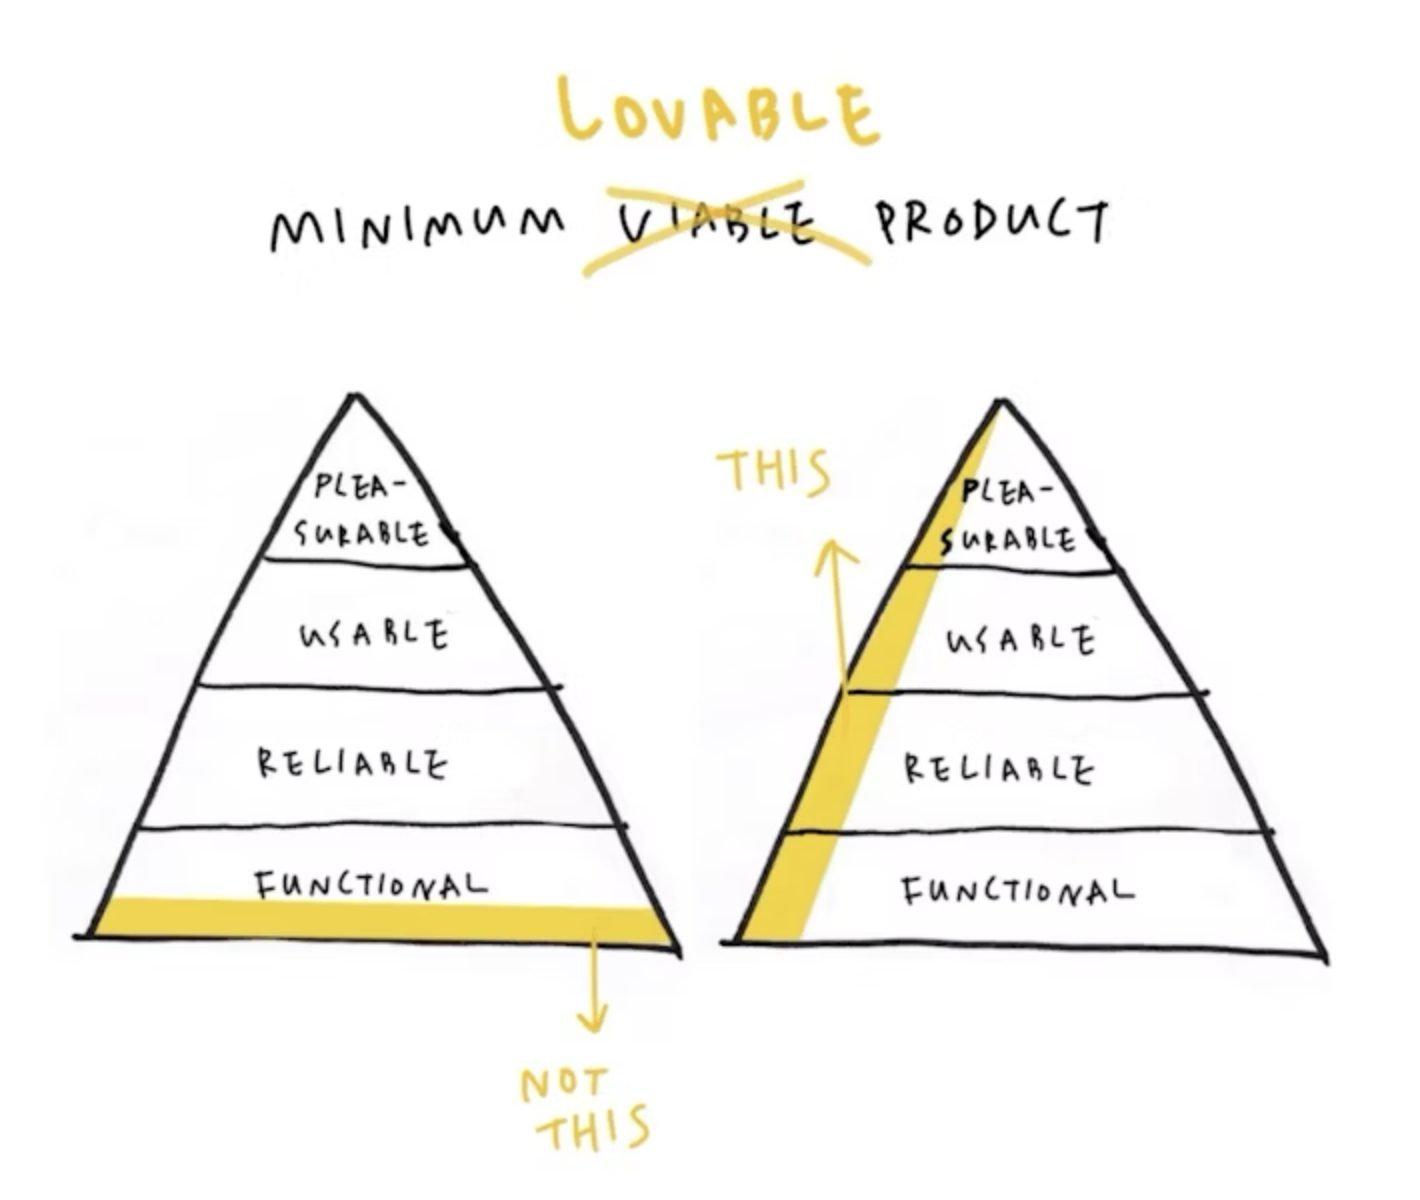 LOVABLE
MINIMUM VIABLE PRODUCT
PLEA-
SURABLE
USABLE
RELIABLE
FUNCTIONAL
NOT
THIS
THIS
PLEA-
SURABLE
USABLE
RELIABLE
FUNCTIONAL